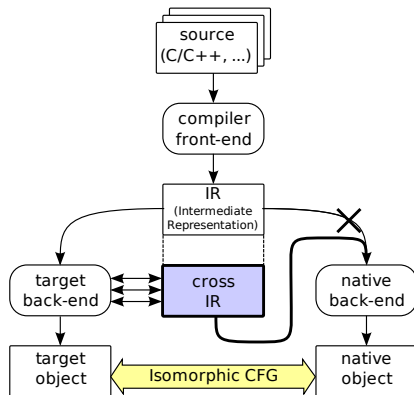 source
(C/C++, ...)
compiler
front-end
IR
(Intermediate
Representation)
target
back-end
cross
IR
native
back-end
target
object
Isomorphic CFG
native
object